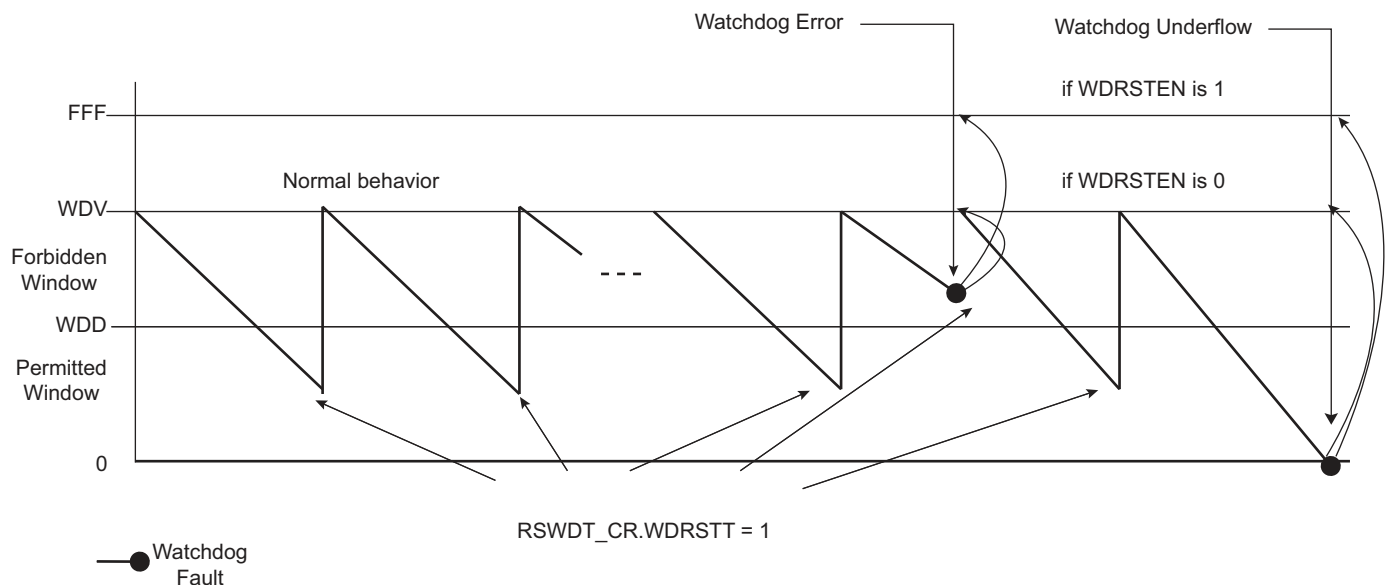 Watchdog Error
Watchdog Underflow
if WDRSTEN is 1
FFF
Normal behavior
if WDRSTEN is 0
WDV
Forbidden
Window
WDD
Permitted
Window
0
RSWDT_CR.WDRSTT = 1
Watchdog
Fault